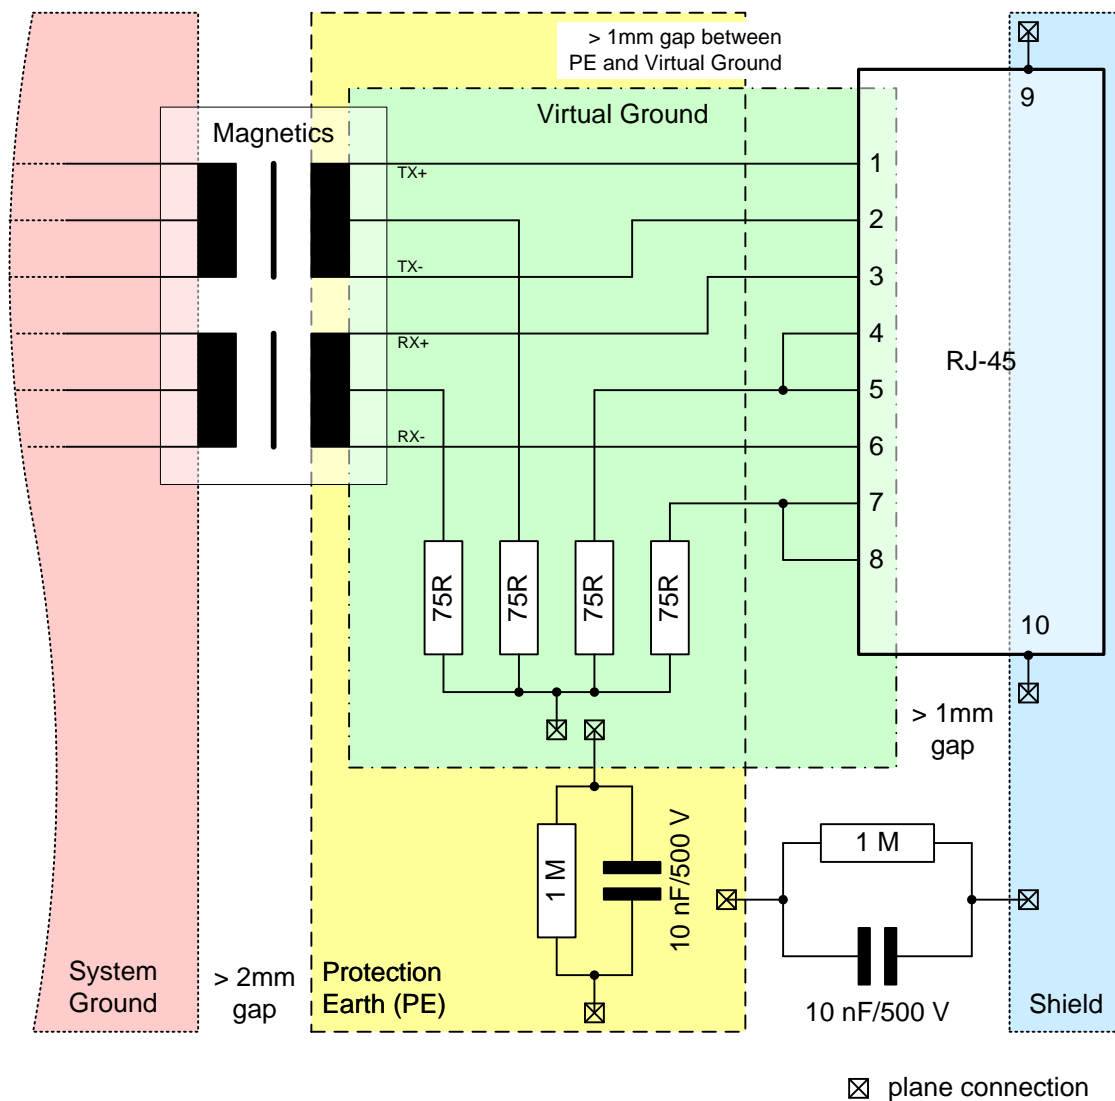 > 1mm gap between
PE and Virtual Ground
9
Magnetics
Virtual Ground
TX+
1
2
TX-
3
RX+
4
RJ-45
5
RX-
6
7
8
75R
75R
75R
75R
10
> 1mm
gap
1 M
10 nF/500 V
1 M
10 nF/500 V
System
Ground
> 2mm
gap
Protection
Earth (PE)
Shield
plane connection